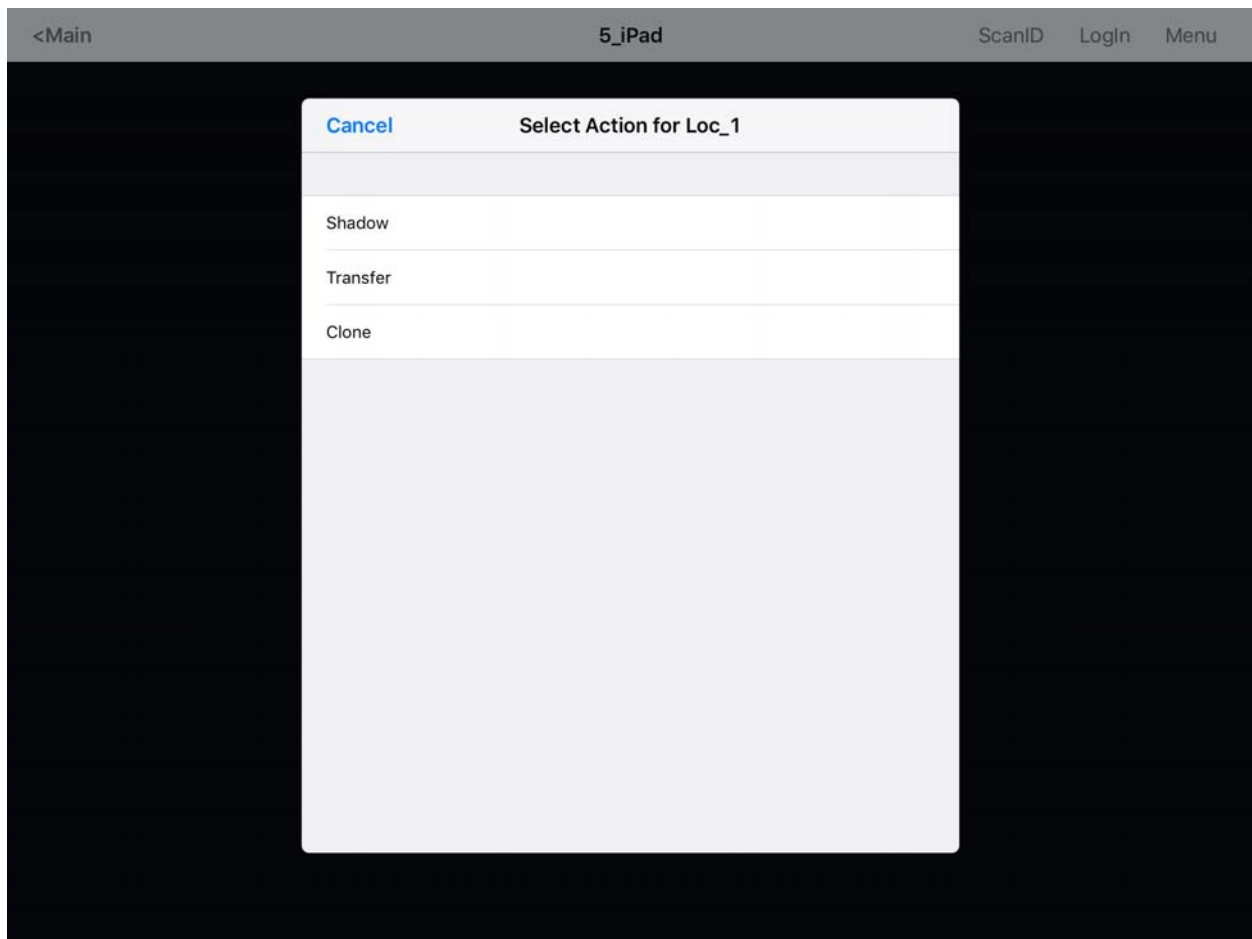 <Main 5_iPad ScanID LogIn Menu
Cancel Select Action for Loc_1
Shadow
Transfer
Clone